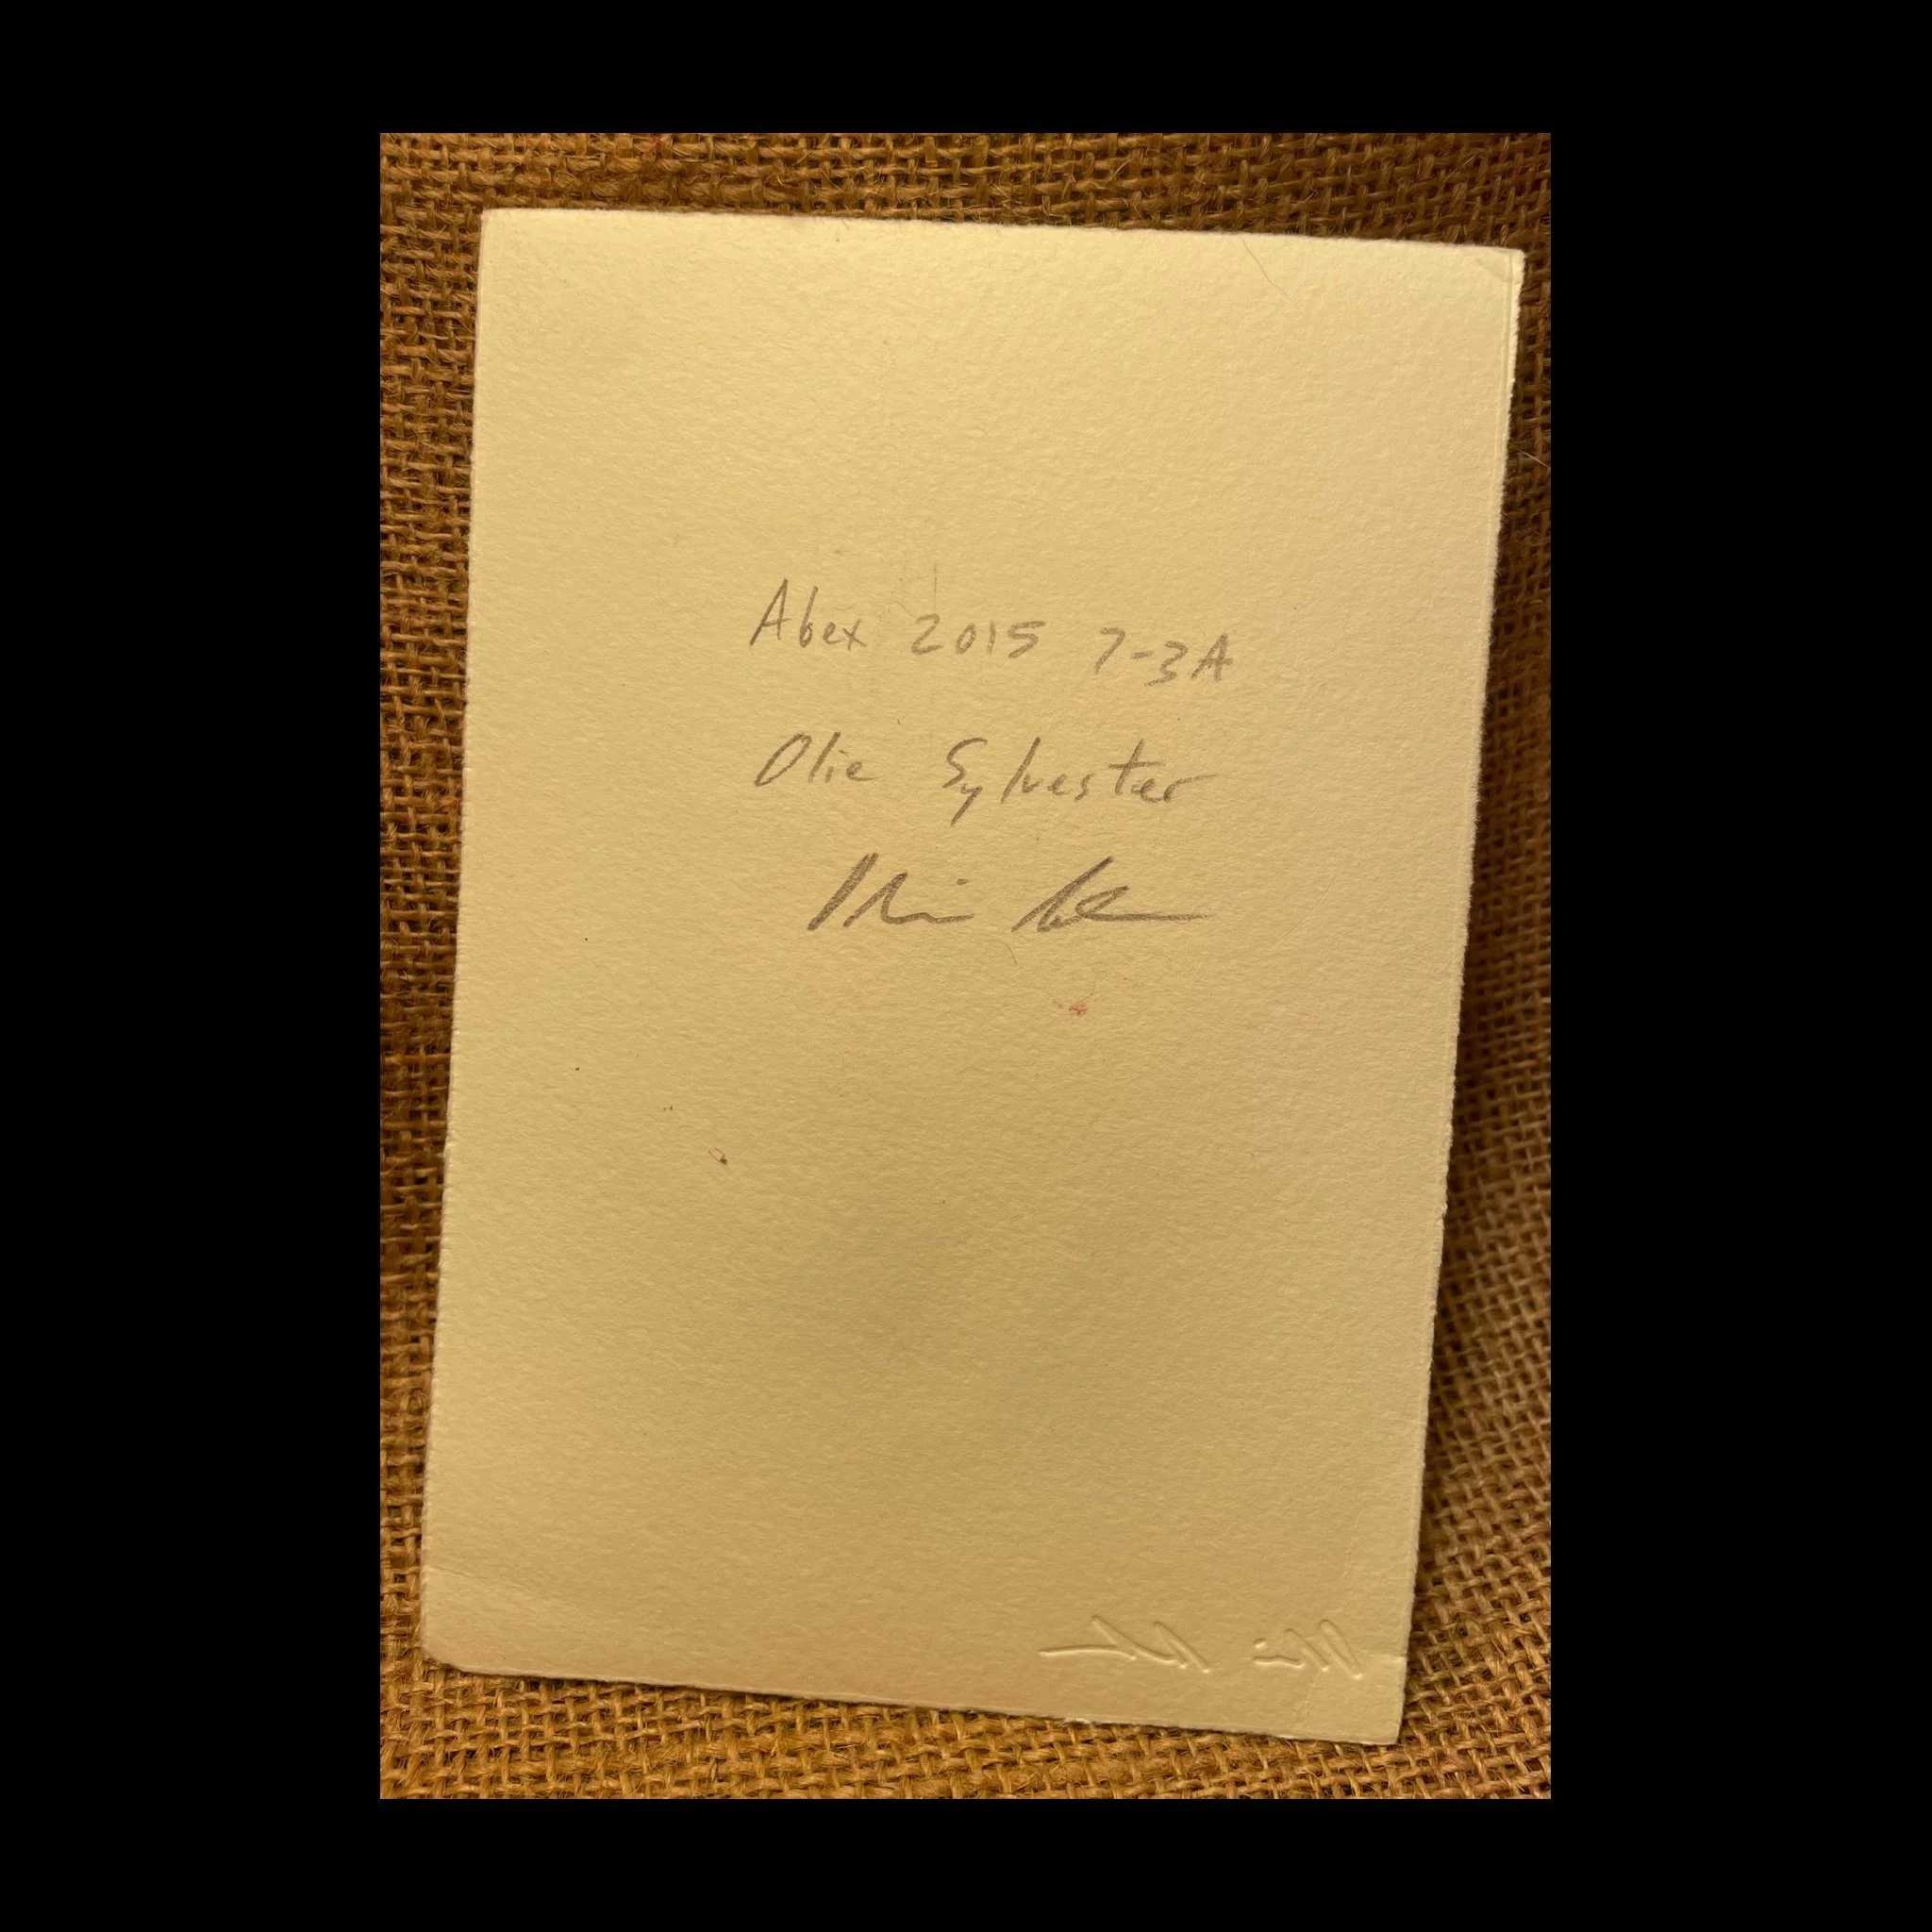 Abex 2015 7-3A
Olie Sylvester